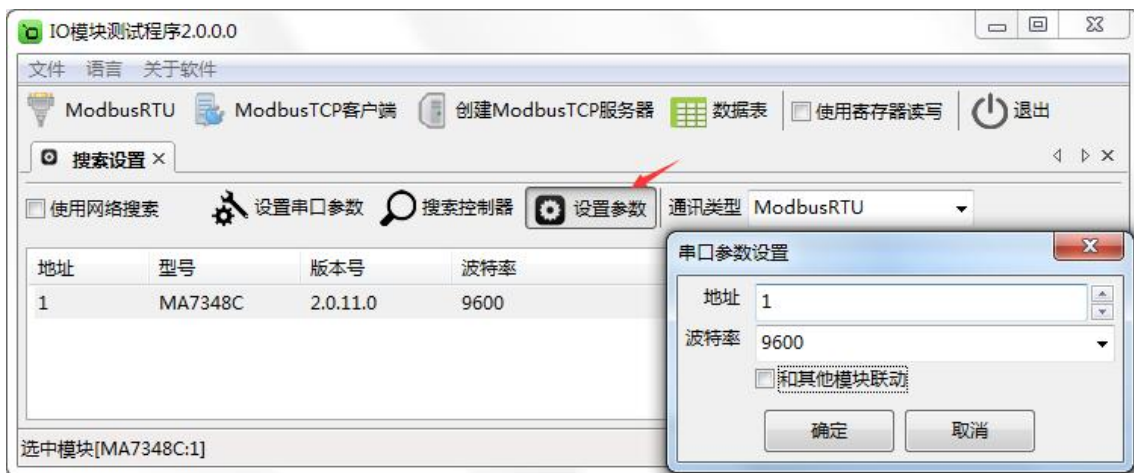 IO模块测试程序2.0.0.0
文件 语言 关于软件
ModbusRTU ModbusTCP客户端 创建ModbusTCP服务器 数据表 使用寄存器读写 退出
搜索设置
使用网络搜索 设置串口参数 搜索控制器 设置参数 通讯类型 ModbusRTU
地址 型号 版本号 波特率
1 MA7348C 2.0.11.0 9600
串口参数设置
地址 1
波特率 9600
和其他模块联动
确定 取消
选中模块[MA7348C:1]